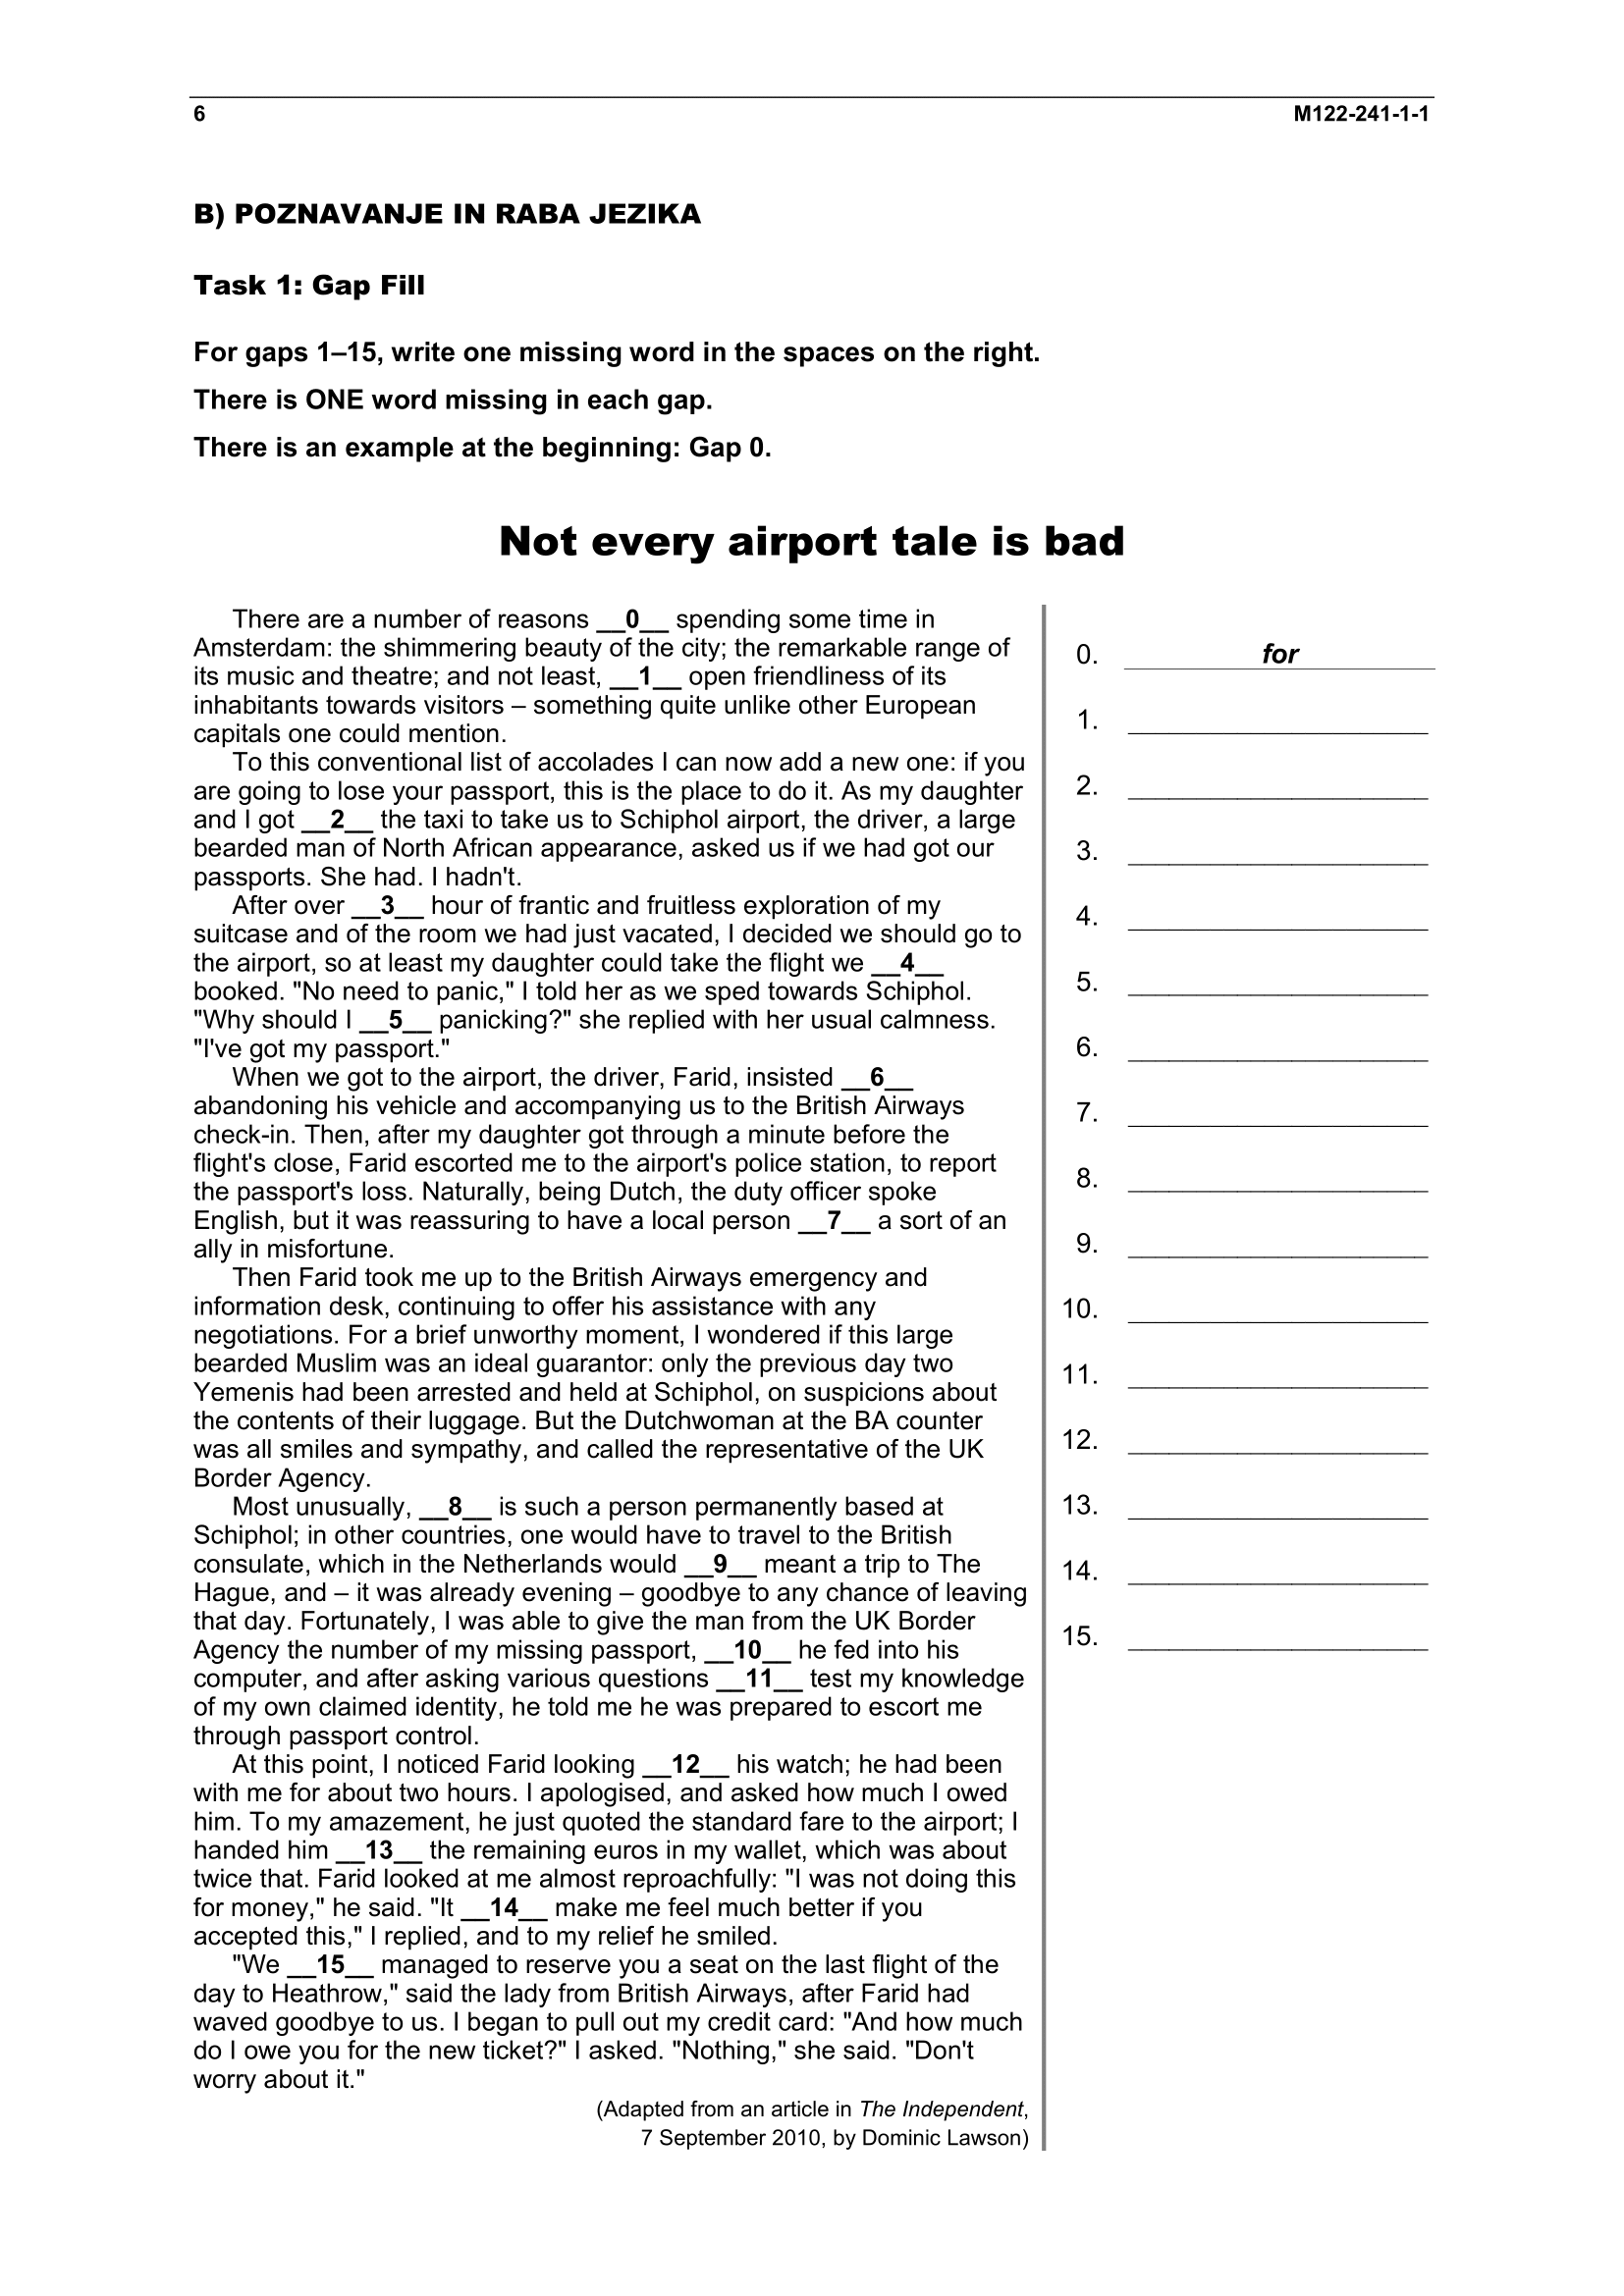 6 M122-241-1-1
B) POZNAVANJE IN RABA JEZIKA
Task 1: Gap Fill
For gaps 1–15, write one missing word in the spaces on the right.
There is ONE word missing in each gap.
There is an example at the beginning: Gap 0.
Not every airport tale is bad
There are a number of reasons __0__ spending some time in
Amsterdam: the shimmering beauty of the city; the remarkable range of
its music and theatre; and not least, __1__ open friendliness of its
inhabitants towards visitors – something quite unlike other European
capitals one could mention.
To this conventional list of accolades I can now add a new one: if you
are going to lose your passport, this is the place to do it. As my daughter
and I got __2__ the taxi to take us to Schiphol airport, the driver, a large
bearded man of North African appearance, asked us if we had got our
passports. She had. I hadn't.
After over __3__ hour of frantic and fruitless exploration of my
suitcase and of the room we had just vacated, I decided we should go to
the airport, so at least my daughter could take the flight we __4__
booked. "No need to panic," I told her as we sped towards Schiphol.
"Why should I __5__ panicking?" she replied with her usual calmness.
"I've got my passport."
When we got to the airport, the driver, Farid, insisted __6__
abandoning his vehicle and accompanying us to the British Airways
check-in. Then, after my daughter got through a minute before the
flight's close, Farid escorted me to the airport's police station, to report
the passport's loss. Naturally, being Dutch, the duty officer spoke
English, but it was reassuring to have a local person __7__ a sort of an
ally in misfortune.
Then Farid took me up to the British Airways emergency and
information desk, continuing to offer his assistance with any
negotiations. For a brief unworthy moment, I wondered if this large
bearded Muslim was an ideal guarantor: only the previous day two
Yemenis had been arrested and held at Schiphol, on suspicions about
the contents of their luggage. But the Dutchwoman at the BA counter
was all smiles and sympathy, and called the representative of the UK
Border Agency.
Most unusually, __8__ is such a person permanently based at
Schiphol; in other countries, one would have to travel to the British
consulate, which in the Netherlands would __9__ meant a trip to The
Hague, and – it was already evening – goodbye to any chance of leaving
that day. Fortunately, I was able to give the man from the UK Border
Agency the number of my missing passport, __10__ he fed into his
computer, and after asking various questions __11__ test my knowledge
of my own claimed identity, he told me he was prepared to escort me
through passport control.
At this point, I noticed Farid looking __12__ his watch; he had been
with me for about two hours. I apologised, and asked how much I owed
him. To my amazement, he just quoted the standard fare to the airport; I
handed him __13__ the remaining euros in my wallet, which was about
twice that. Farid looked at me almost reproachfully: "I was not doing this
for money," he said. "It __14__ make me feel much better if you
accepted this," I replied, and to my relief he smiled.
"We __15__ managed to reserve you a seat on the last flight of the
day to Heathrow," said the lady from British Airways, after Farid had
waved goodbye to us. I began to pull out my credit card: "And how much
do I owe you for the new ticket?" I asked. "Nothing," she said. "Don't
worry about it."
(Adapted from an article in The Independent,
7 September 2010, by Dominic Lawson)
0. for
1.
2.
3.
4.
5.
6.
7.
8.
9.
10.
11.
12.
13.
14.
15.